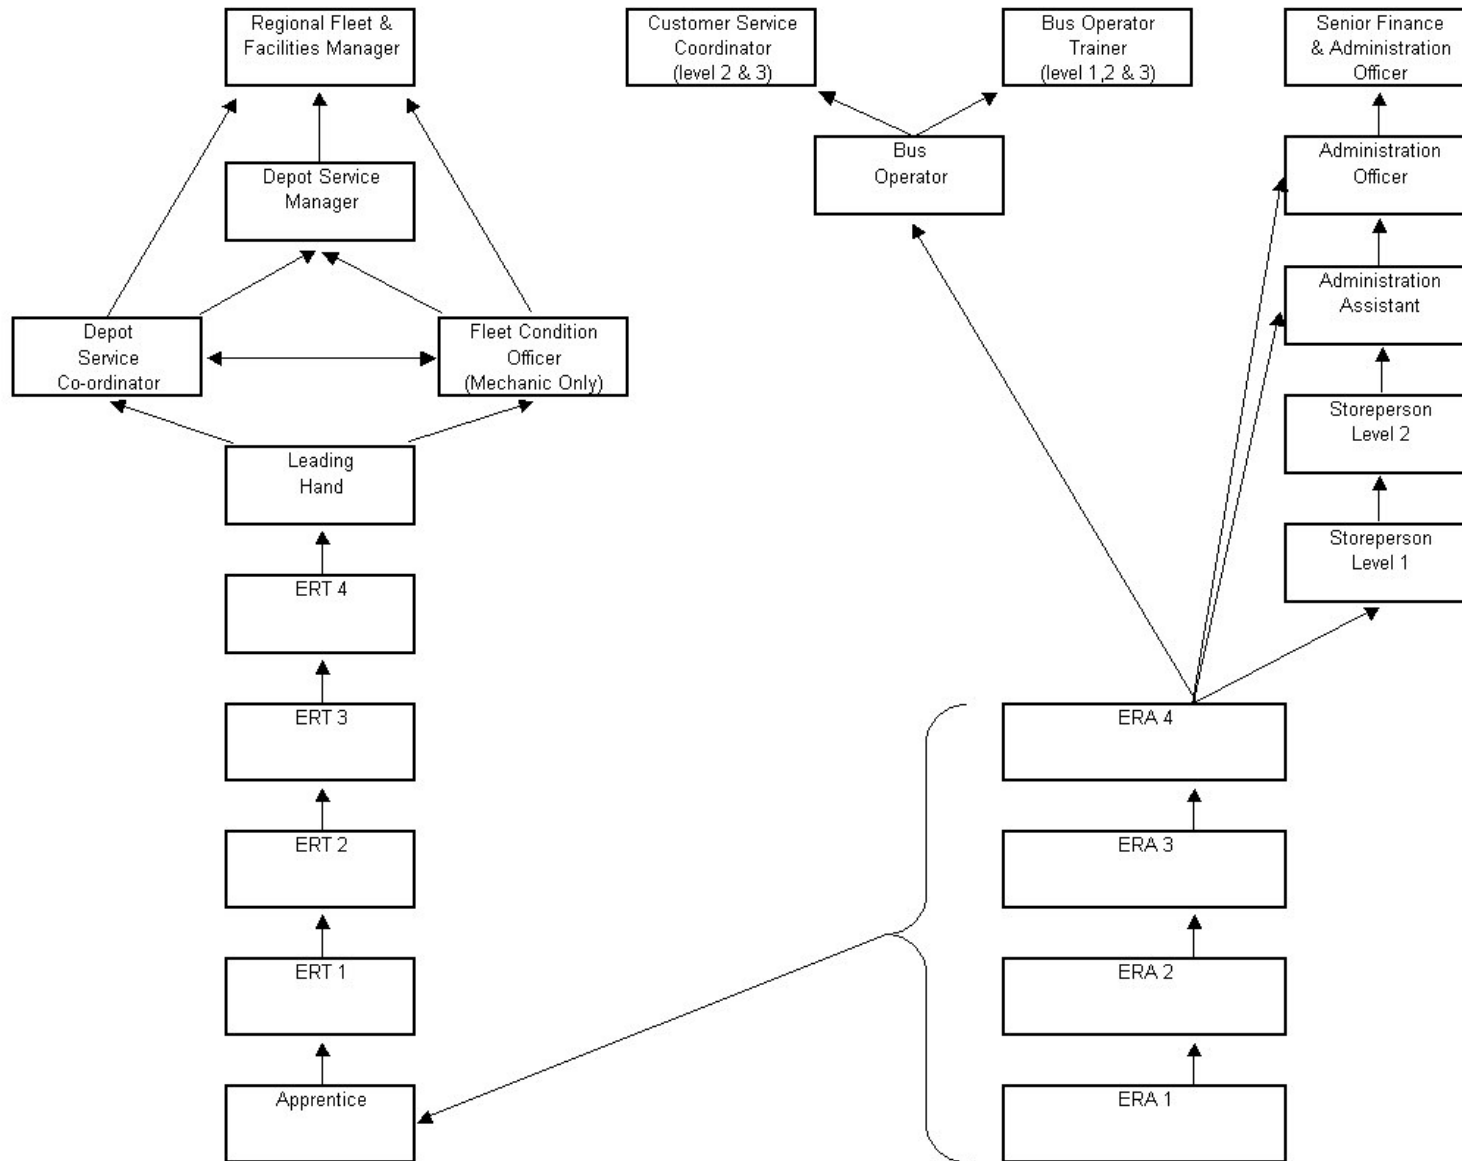 Regional Fleet &
Facilities Manager
Customer Service
Coordinator
(level 2 & 3)
Bus Operator
Trainer
(level 1,2 & 3)
Senior Finance
& Administration
Officer
Depot Service
Manager
Bus
Operator
Administration
Officer
Depot
Service
Co-ordinator
Fleet Condition
Officer
(Mechanic Only)
Administration
Assistant
Leading
Hand
Storeperson
Level 2
Storeperson
Level 1
ERT 4
ERT 3
ERA 4
ERT 2
ERA 3
ERT 1
ERA 2
Apprentice
ERA 1